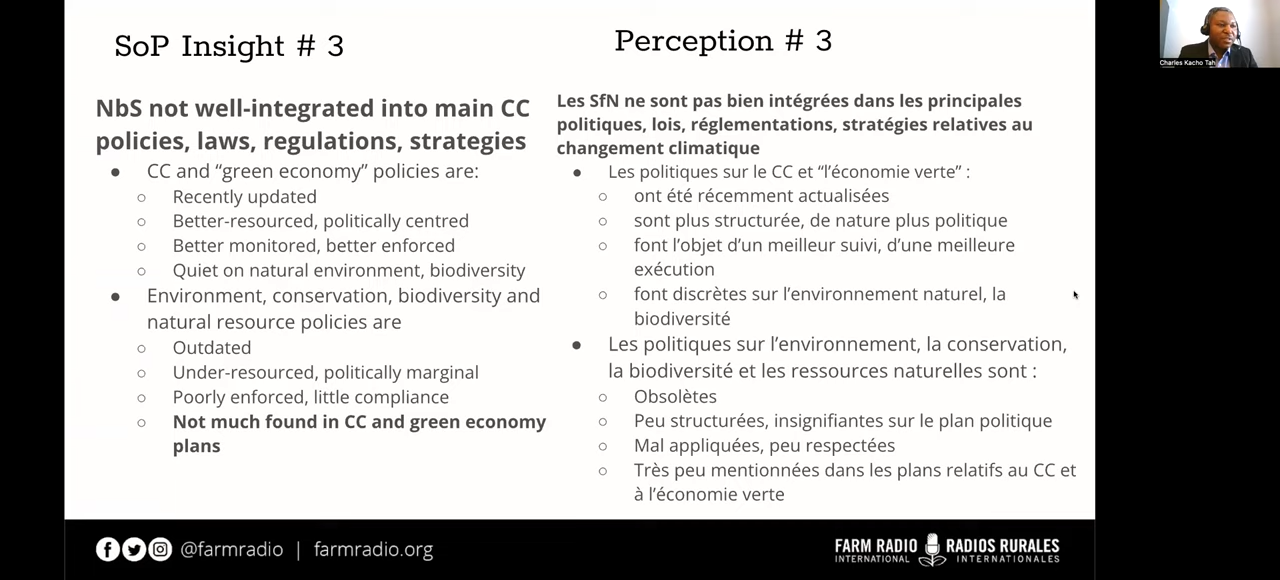 SoP Insight # 3
NbS not well-integrated into main CC
policies, laws, regulations, strategies
● CC and “green economy” policies are:
○ Recently updated
○ Better-resourced, politically centred
○ Better monitored, better enforced
○ Quiet on natural environment, biodiversity
● Environment, conservation, biodiversity and
natural resource policies are
○ Outdated
○ Under-resourced, politically marginal
○ Poorly enforced, little compliance
○ Not much found in CC and green economy
plans
Perception # 3
Les SfN ne sont pas bien intégrées dans les principales
politiques, lois, réglementations, stratégies relatives au
changement climatique
● Les politiques sur le CC et “l’économie verte” :
○ ont été récemment actualisées
○ sont plus structurée, de nature plus politique
○ font l’objet d’un meilleur suivi, d’une meilleure
exécution
○ font discrètes sur l’environnement naturel, la
biodiversité
● Les politiques sur l’environnement, la conservation,
la biodiversité et les ressources naturelles sont :
○ Obsolètes
○ Peu structurées, insignifiantes sur le plan politique
○ Mal appliquées, peu respectées
○ Très peu mentionnées dans les plans relatifs au CC et
à l’économie verte
@farmradio | farmradio.org
FARM RADIO
INTERNATIONAL
RADIOS RURALES
INTERNATIONALES
Charles Kacho Tah